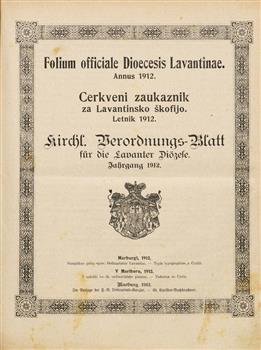 Folium officiale Dioecesis Lavantinae.
Annus 1912.
Cerkveni zaukaznik
za Lavantinsko škofijo.
Letnik 1912.
Kirchl. Verordnungs-Blatt
für die Lavanter Diözese.
Jahrgang 1912.
Marburgi, 1912.
V Mariboru, 1912.
Marburg, 1912.